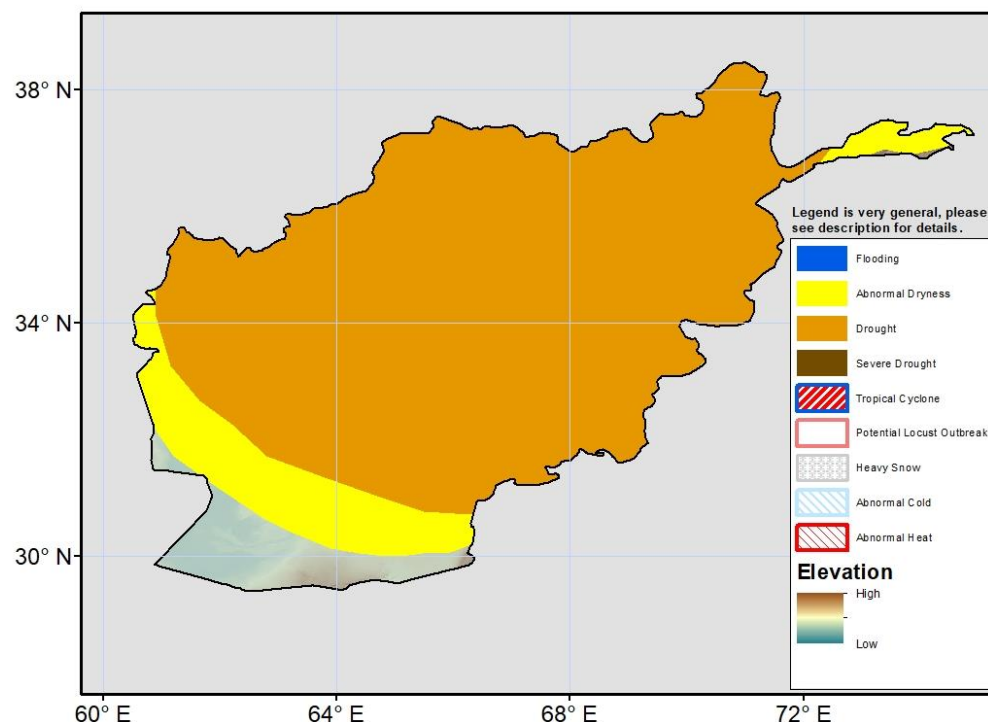 38° N
34° N
30° N
60° E
64° E
68° E
72° E
Legend is very general, please
see description for details.
Flooding
Abnormal Dryness
Drought
Severe Drought
Tropical Cyclone
Potential Locust Outbreak
Heavy Snow
Abnormal Cold
Abnormal Heat
Elevation
High
Low